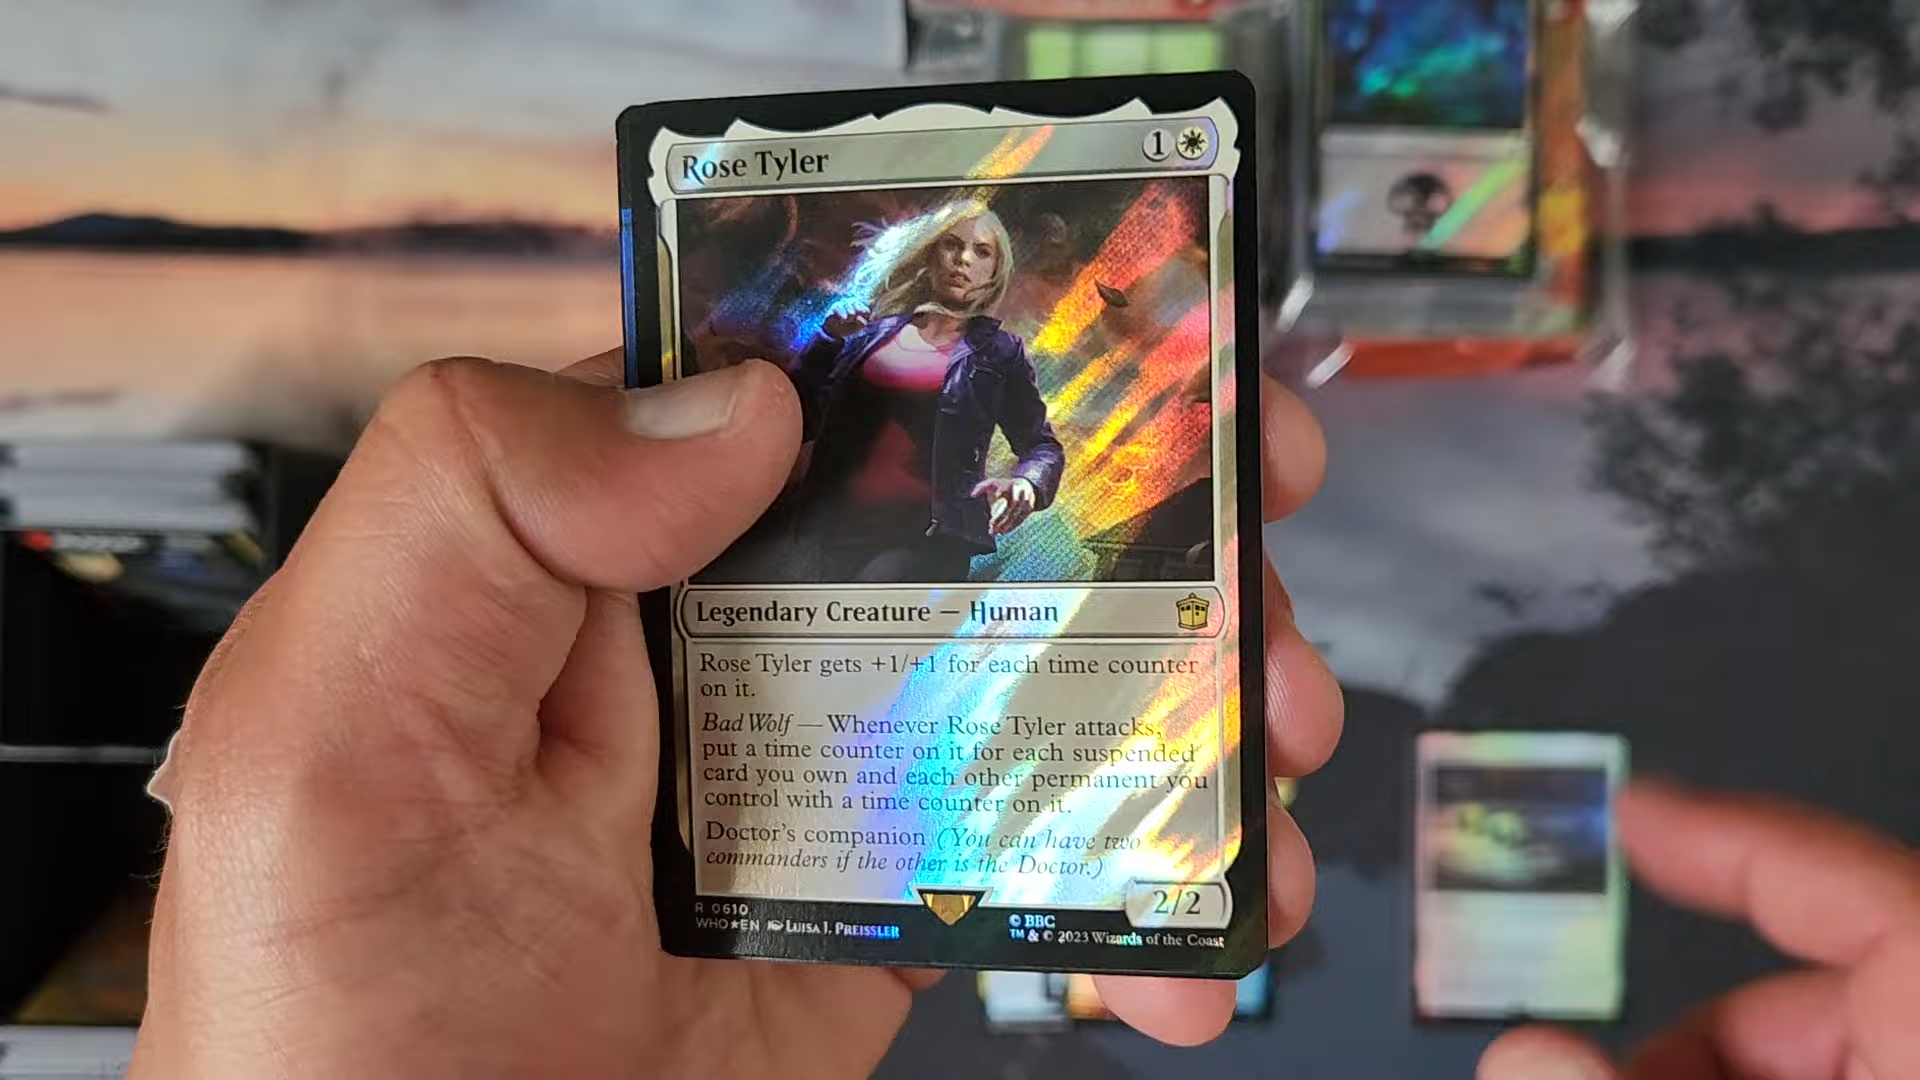 Rose Tyler 1
Legendary Creature — Human
Rose Tyler gets +1/+1 for each time counter
on it.
Bad Wolf — Whenever Rose Tyler attacks,
put a time counter on it for each suspended
card you own and each other permanent you
control with a time counter on it.
Doctor's companion (You can have two
commanders if the other is the Doctor.)
2/2
R 0610
WHO★EN LUISA J. PREISSLER
© BBC
™ & © 2023 Wizards of the Coast